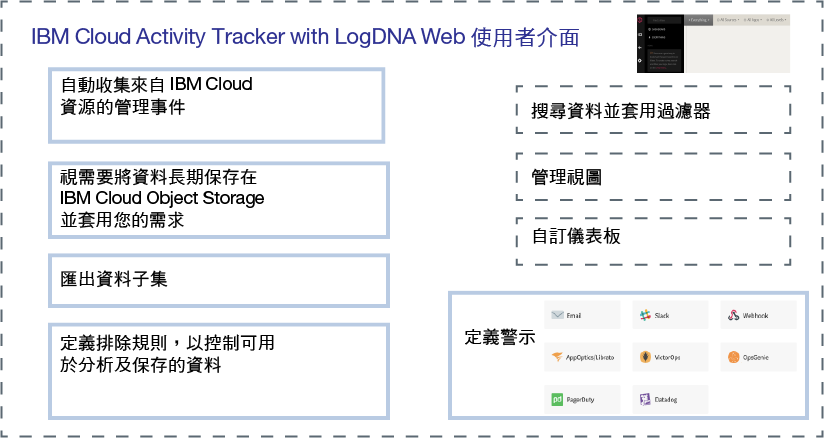 IBM Cloud Activity Tracker with LogDNA Web 使用者介面
自動收集來自 IBM Cloud
資源的管理事件
視需要將資料長期保存在
IBM Cloud Object Storage
並套用您的需求
匯出資料子集
定義排除規則，以控制可用
於分析及保存的資料
搜尋資料並套用過濾器
管理視圖
自訂儀表板
定義警示
Email
Slack
Webhook
AppOptics/Librato
VictorOps
OpsGenie
pd PagerDuty
Datadog